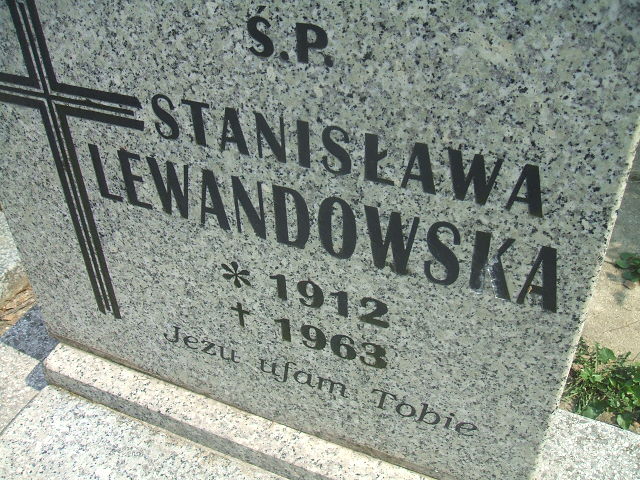 Ś.P.
STANISŁAWA
LEWANDOWSKA
* 1912
✝ 1963
Jezu ufam Tobie